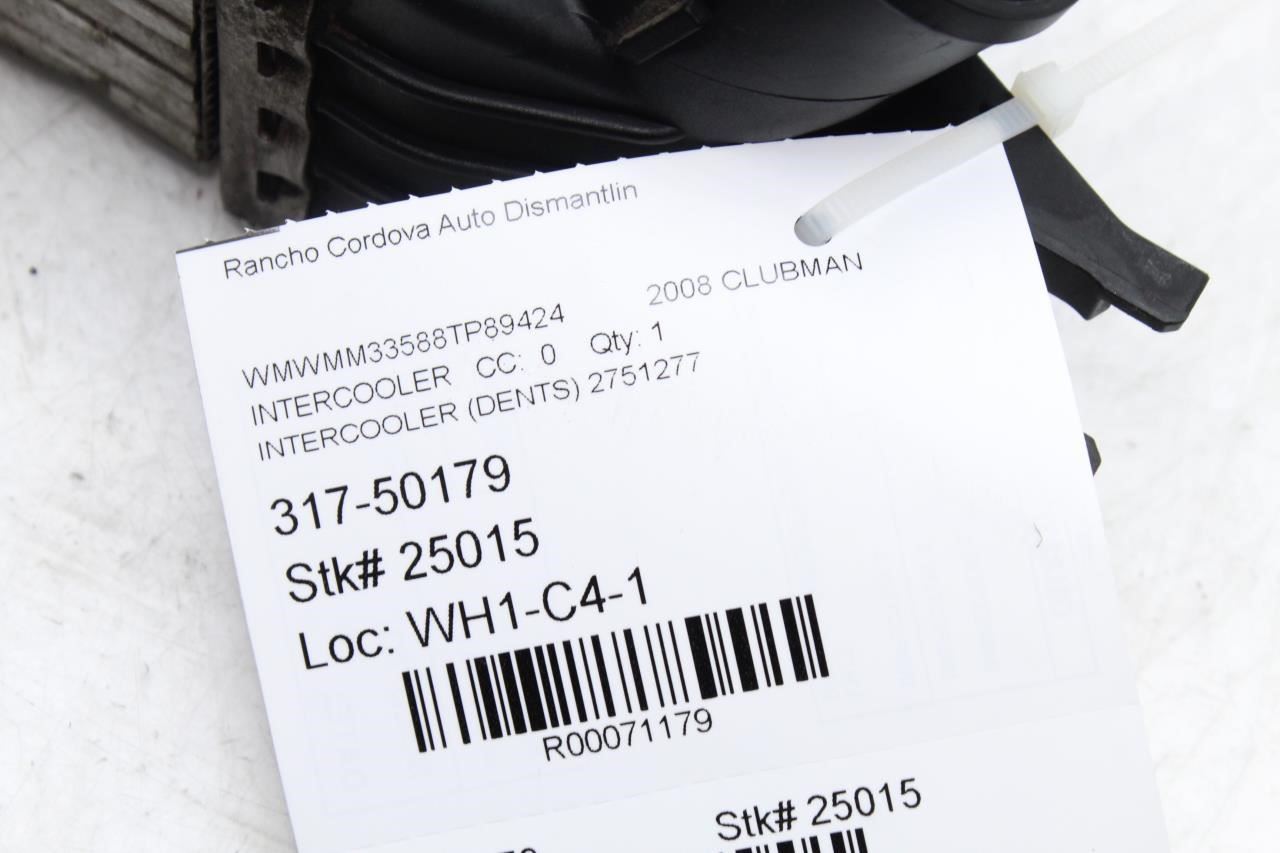 Rancho Cordova Auto Dismantlin
WMWMM33588TP89424 2008 CLUBMAN
INTERCOOLER CC: 0 Qty: 1
INTERCOOLER (DENTS) 2751277
317-50179
Stk# 25015
Loc: WH1-C4-1
R00071179
Stk# 25015